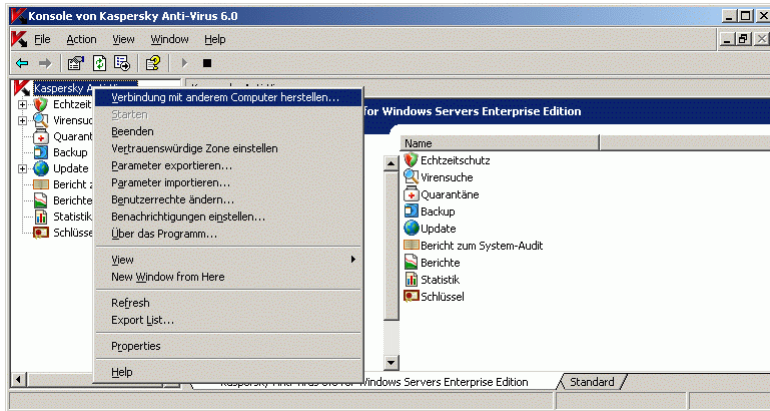 Konsole von Kaspersky Anti-Virus 6.0
File Action View Window Help
Kaspersky
Verbindung mit anderem Computer herstellen...
Starten
Beenden
Vertrauenswürdige Zone einstellen
Parameter exportieren...
Parameter importieren...
Benutzerrechte ändern...
Benachrichtigungen einstellen...
Über das Programm...
View
New Window from Here
Refresh
Export List...
Properties
Help
Echtzeit
Virensuc
Quarant
Backup
Update
Bericht z
Berichte
Statistik
Schlüsse
for Windows Servers Enterprise Edition
Name
Echtzeitschutz
Virensuche
Quarantäne
Backup
Update
Bericht zum System-Audit
Berichte
Statistik
Schlüssel
Kaspersky Anti-Virus 6.0 for Windows Servers Enterprise Edition
Standard